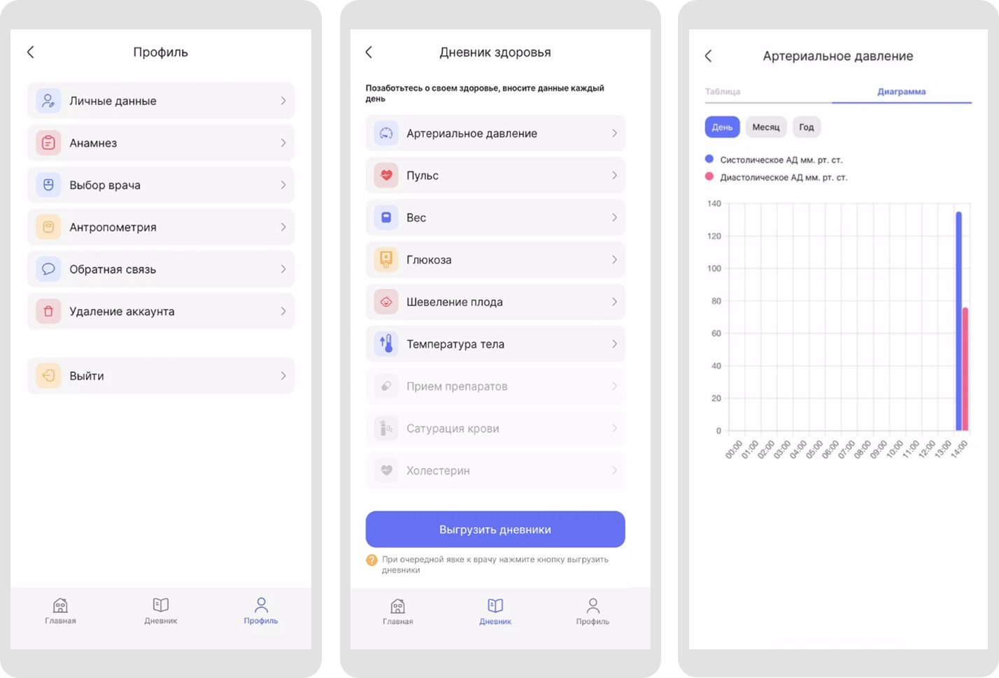 Профиль
Личные данные
Анамнез
Выбор врача
Антропометрия
Обратная связь
Удаление аккаунта
Выйти
Главная
Дневник
Профиль
Дневник здоровья
Позаботьтесь о своем здоровье, вносите данные каждый
день
Артериальное давление
Пульс
Вес
Глюкоза
Шевеление плода
Температура тела
Прием препаратов
Сатурация крови
Холестерин
Выгрузить дневники
? При очередной явке к врачу нажмите кнопку выгрузить
дневники
Главная
Дневник
Профиль
Артериальное давление
Таблица Диаграмма
День Месяц Год
Систолическое АД мм. рт. ст.
Диастолическое АД мм. рт. ст.
140
120
100
80
60
40
20
0
00:00 01:00 02:00 03:00 04:00 05:00 06:00 07:00 08:00 09:00 10:00 11:00 12:00 13:00 14:00